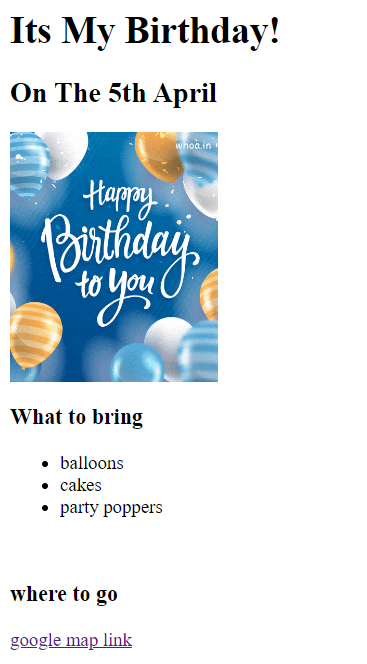 Its My Birthday!
On The 5th April
whoa.in
Happy
Birthday
to you
What to bring
balloons
cakes
party poppers
where to go
google map link